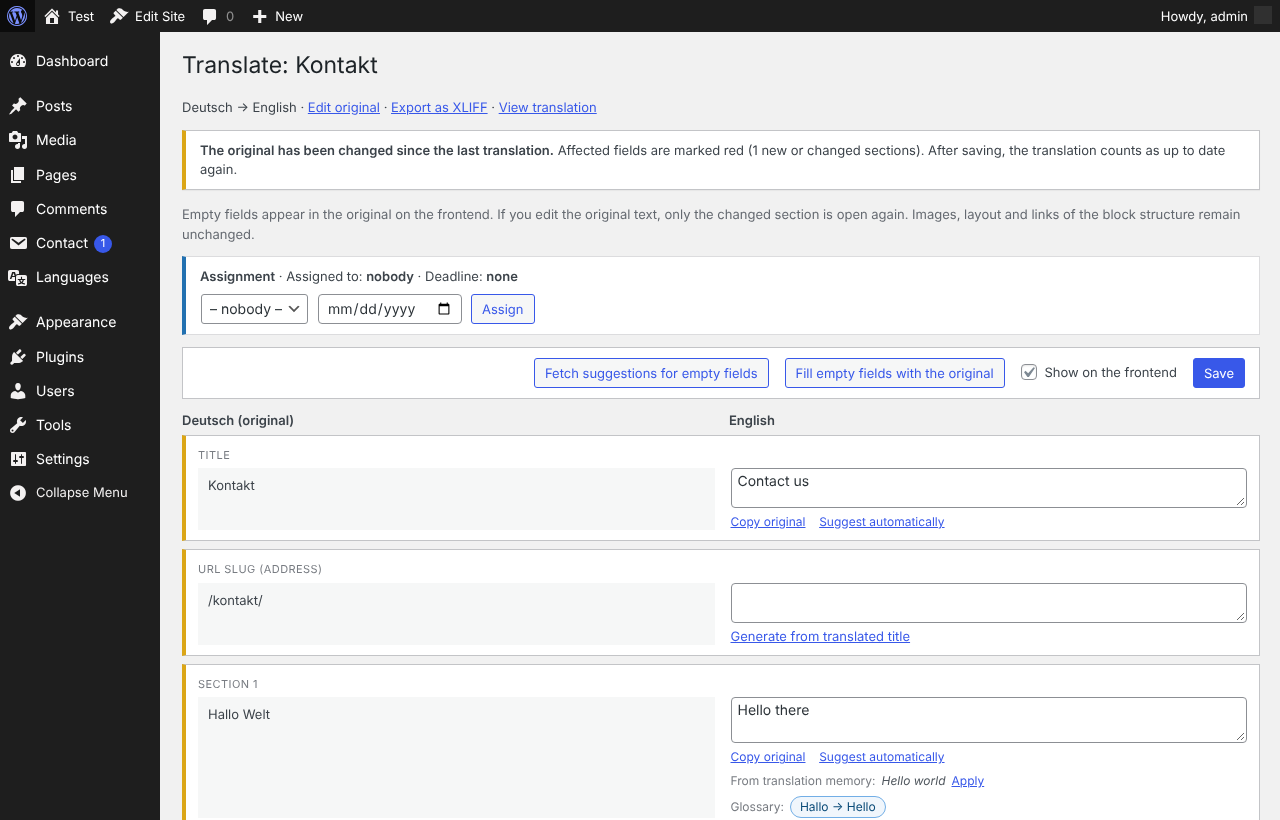 Test
Edit Site
0
New
Howdy, admin
Dashboard
Posts
Media
Pages
Comments
Contact 1
Languages
Appearance
Plugins
Users
Tools
Settings
Collapse Menu
Translate: Kontakt
Deutsch → English · Edit original · Export as XLIFF · View translation
The original has been changed since the last translation. Affected fields are marked red (1 new or changed sections). After saving, the translation counts as up to date
again.
Empty fields appear in the original on the frontend. If you edit the original text, only the changed section is open again. Images, layout and links of the block structure remain
unchanged.
Assignment · Assigned to: nobody · Deadline: none
– nobody –
mm/dd/yyyy
Assign
Fetch suggestions for empty fields
Fill empty fields with the original
Show on the frontend
Save
Deutsch (original)
English
TITLE
Kontakt
Contact us
Copy original
Suggest automatically
URL SLUG (ADDRESS)
/kontakt/
Generate from translated title
SECTION 1
Hallo Welt
Hello there
Copy original
Suggest automatically
From translation memory: Hello world Apply
Glossary: Hallo → Hello